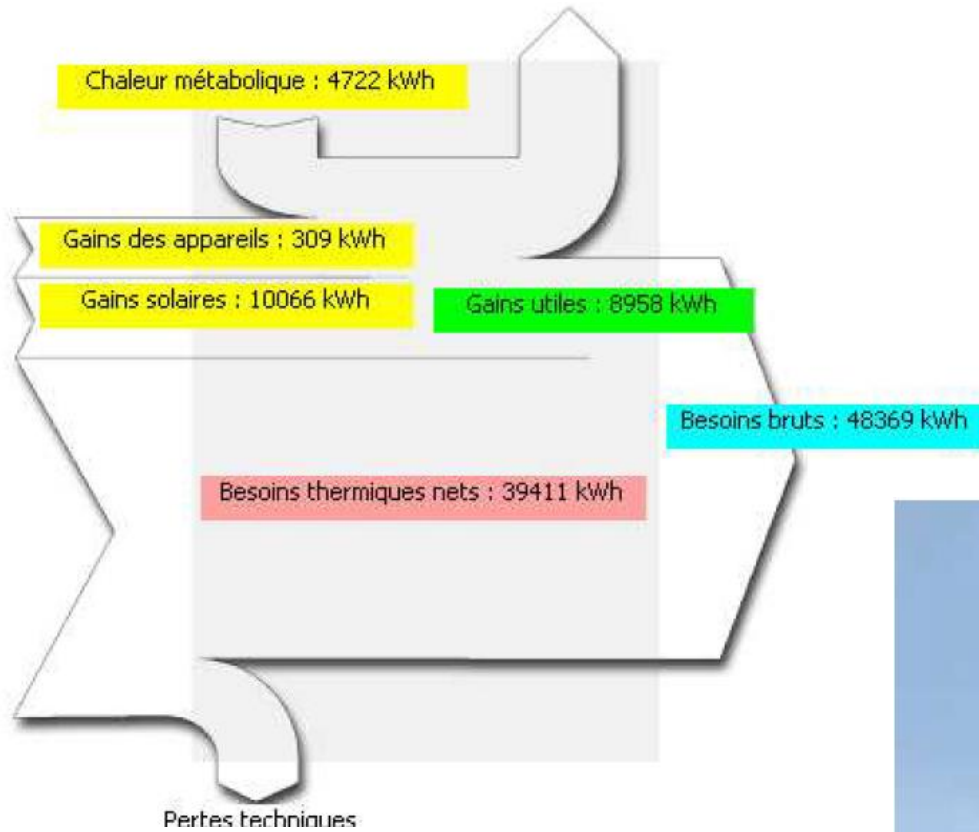 Chaleur métabolique : 4722 kWh
Gains des appareils : 309 kWh
Gains solaires : 10066 kWh
Gains utiles : 8958 kWh
Besoins bruts : 48369 kWh
Besoins thermiques nets : 39411 kWh
Pertes techniques